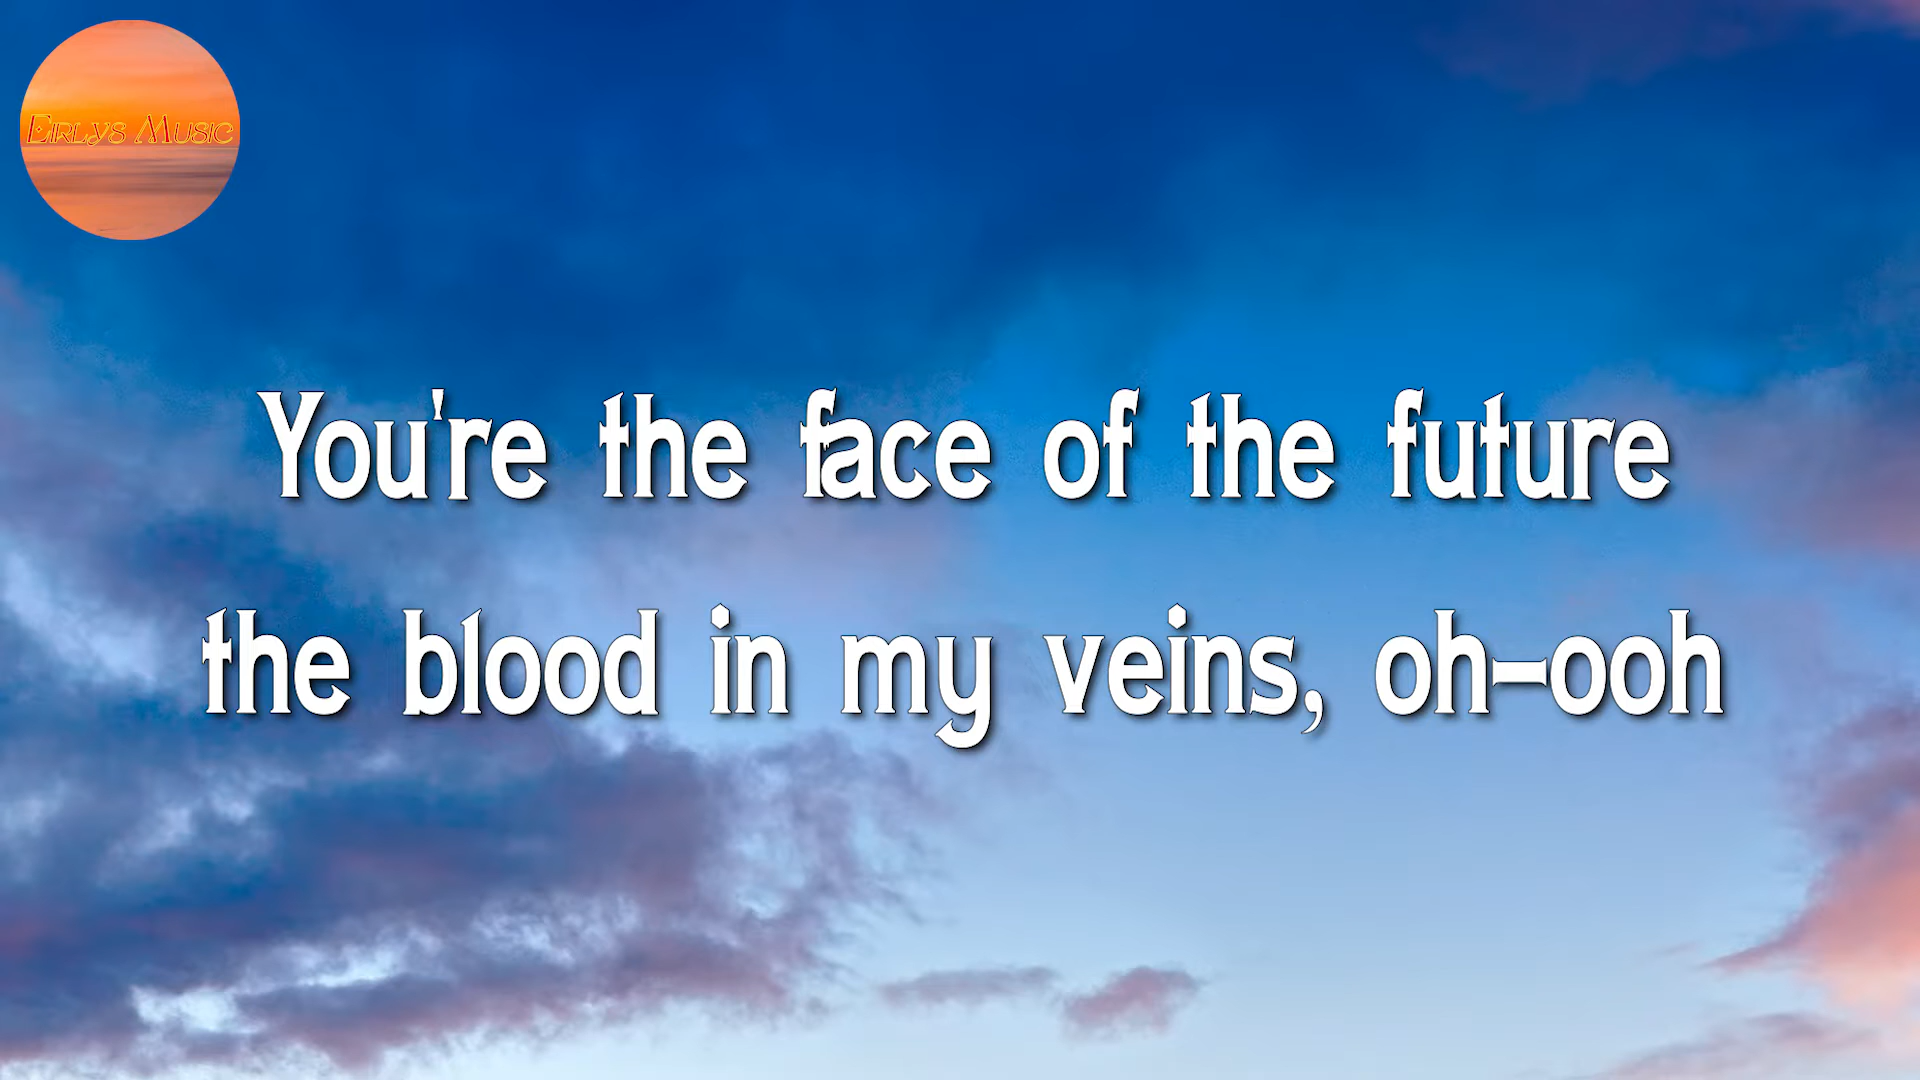 Eirlys Music
You're the face of the future
the blood in my veins, oh-ooh